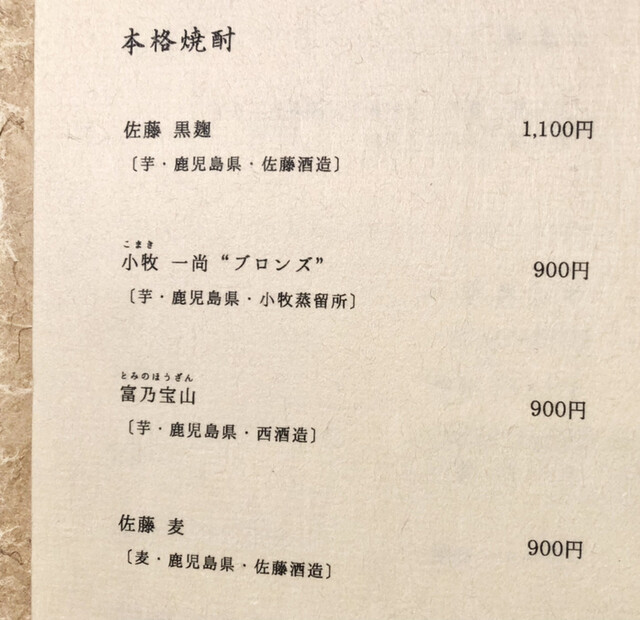 本格焼酎
佐藤 黒麹 1,100円
〔芋・鹿児島県・佐藤酒造〕
こまき
小牧 一尚 “ブロンズ” 900円
〔芋・鹿児島県・小牧蒸留所〕
とみのほうざん
富乃宝山 900円
〔芋・鹿児島県・西酒造〕
佐藤 麦 900円
〔麦・鹿児島県・佐藤酒造〕